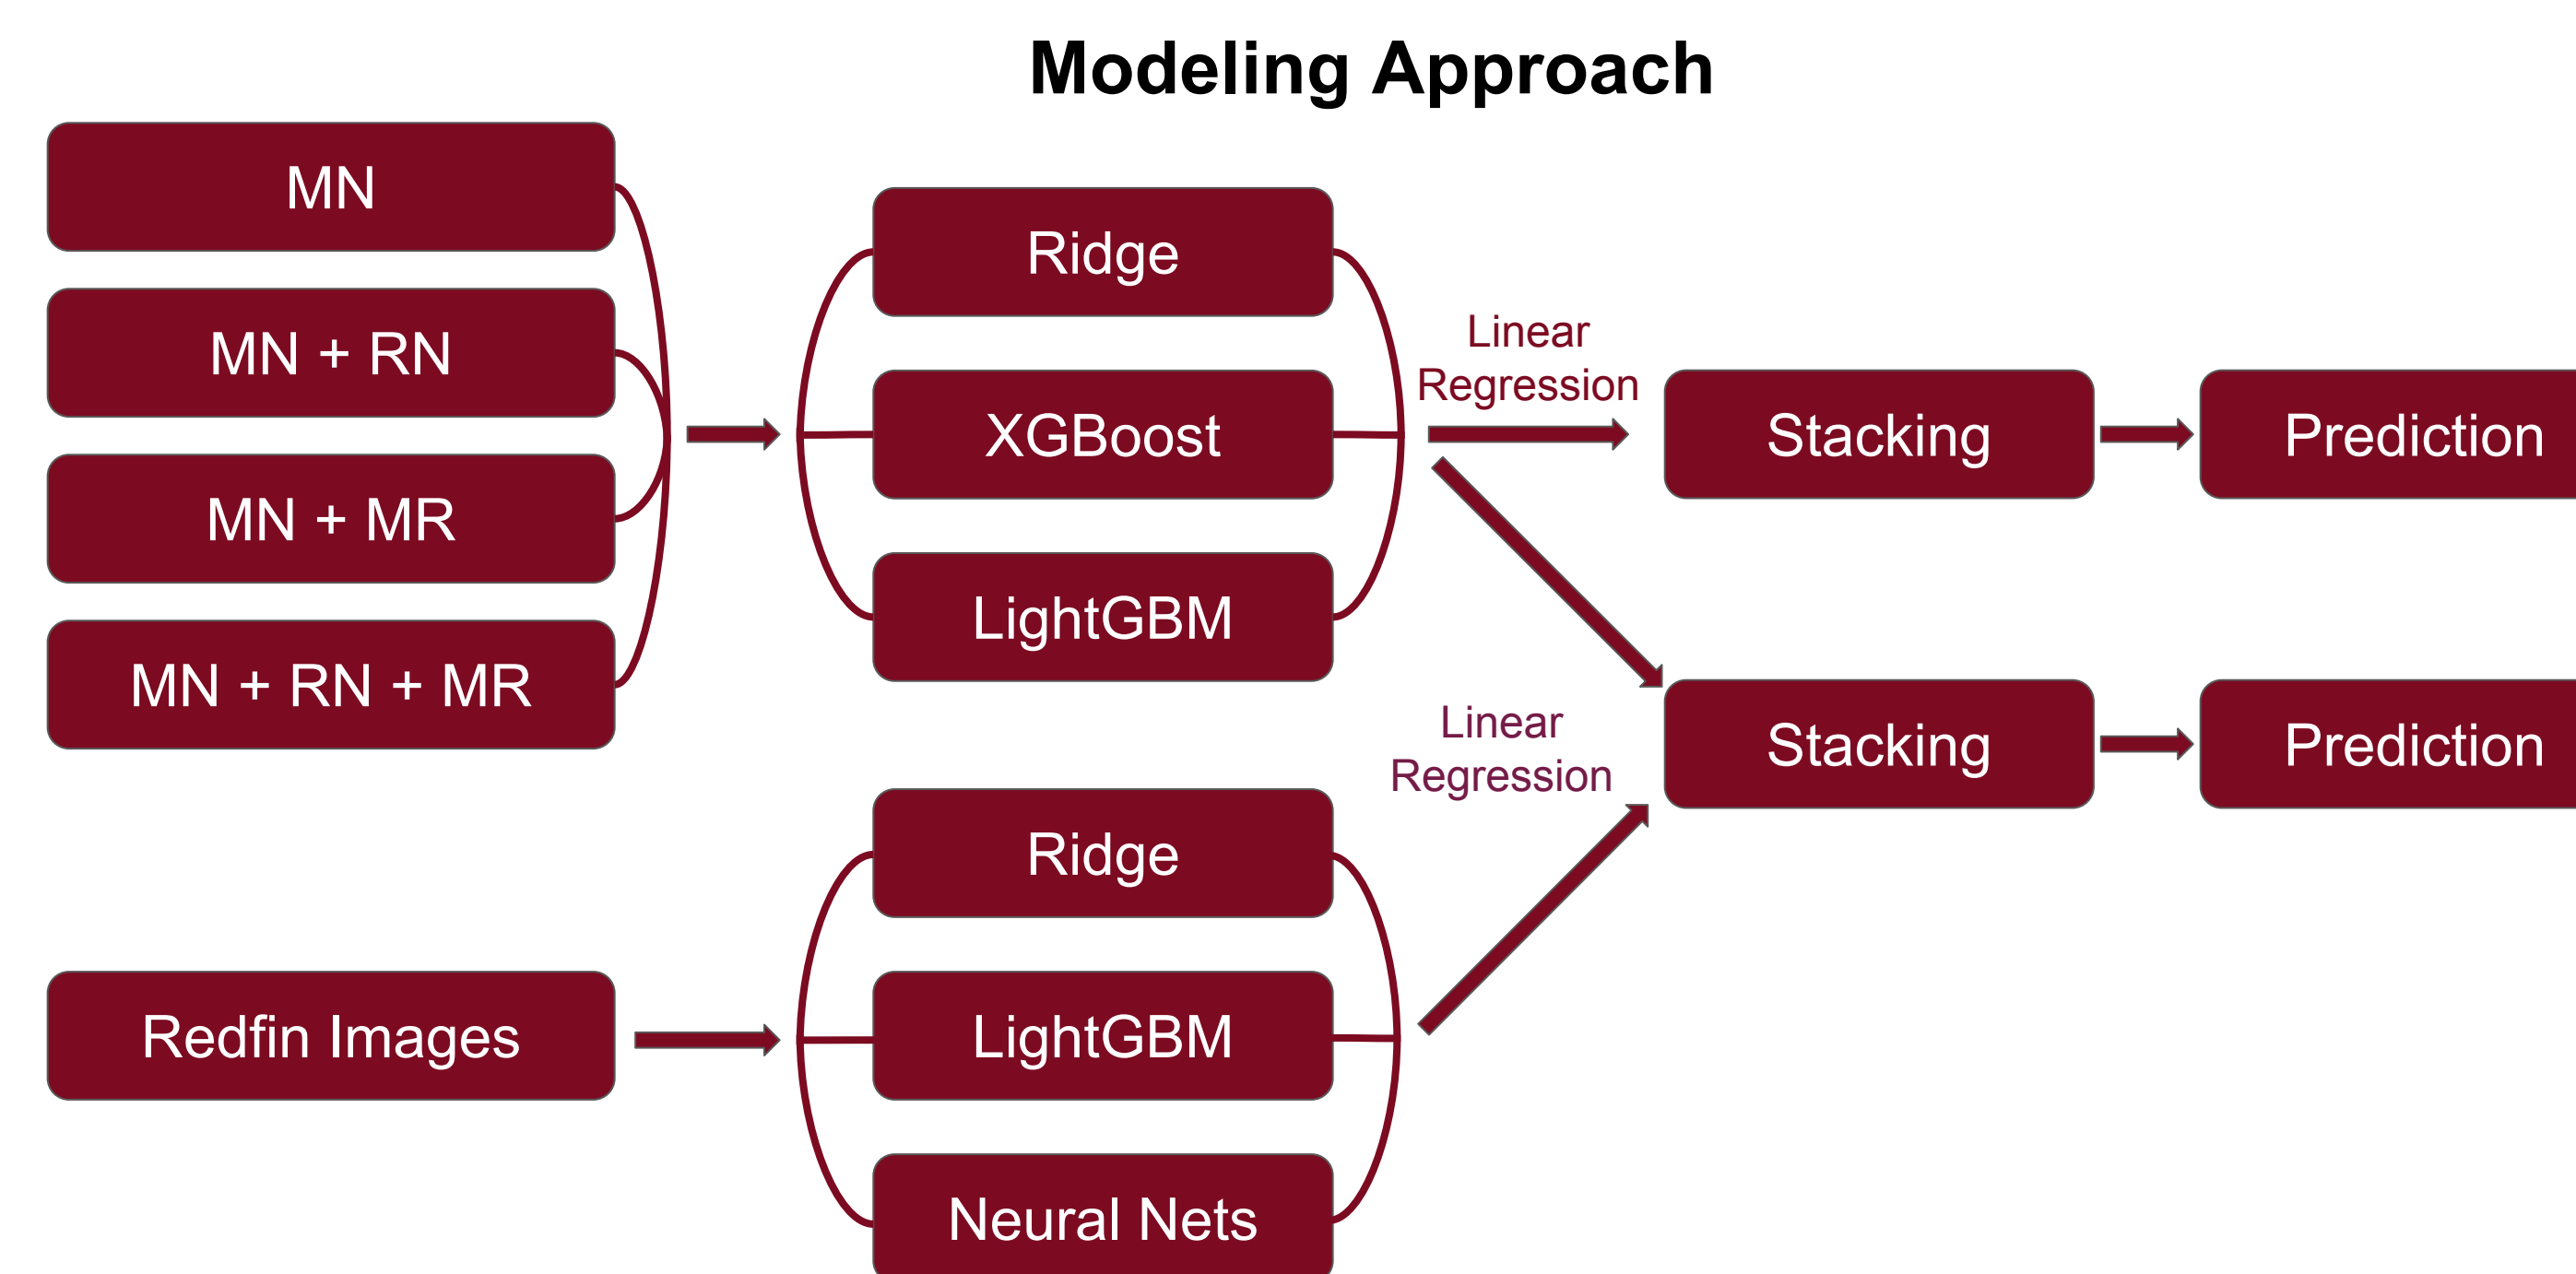 Modeling Approach
MN
MN + RN
MN + MR
MN + RN + MR
Ridge
XGBoost
LightGBM
Linear
Regression
Stacking
Prediction
Linear
Regression
Stacking
Prediction
Redfin Images
Ridge
LightGBM
Neural Nets